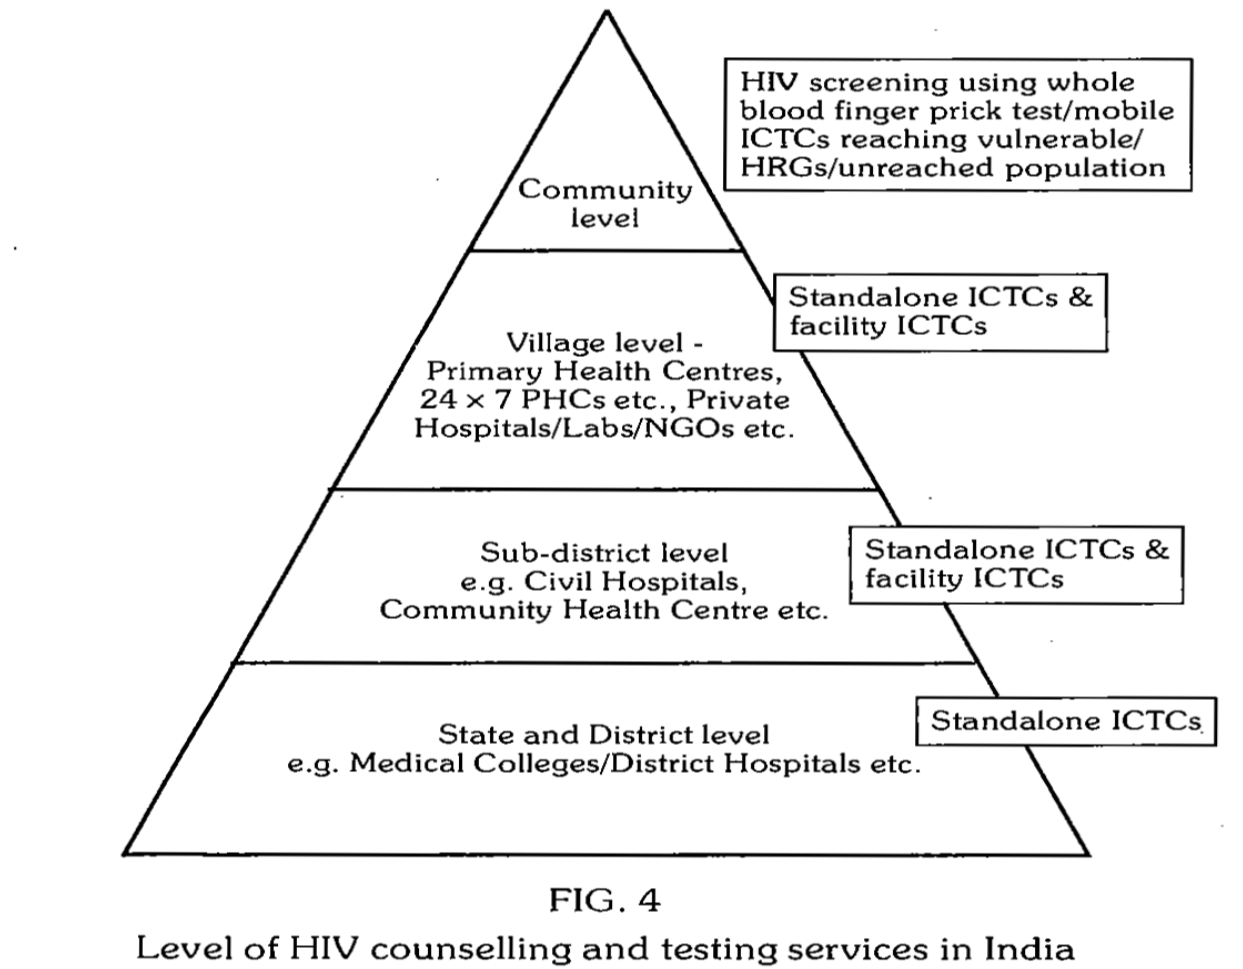 HIV screening using whole
blood finger prick test/mobile
ICTCs reaching vulnerable/
HRGs/unreached population
Community
level
Standalone ICTCs &
facility ICTCs
Village level -
Primary Health Centres,
24 × 7 PHCs etc., Private
Hospitals/Labs/NGOs etc.
Standalone ICTCs &
facility ICTCs
Sub-district level
e.g. Civil Hospitals,
Community Health Centre etc.
Standalone ICTCs
State and District level
e.g. Medical Colleges/District Hospitals etc.
FIG. 4
Level of HIV counselling and testing services in India